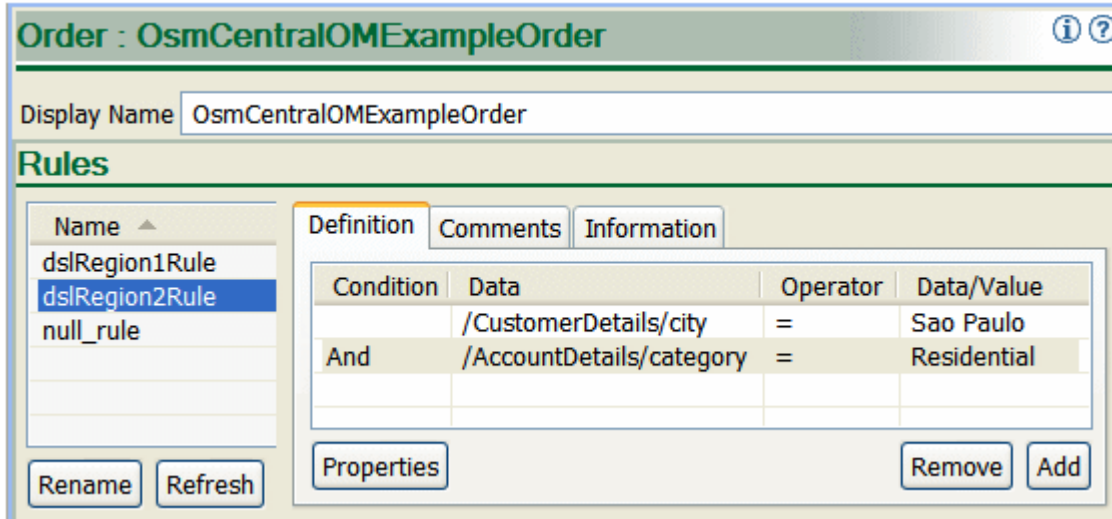 Order : OsmCentralOMExampleOrder
Display Name OsmCentralOMExampleOrder
Rules
Name
dslRegion1Rule
dslRegion2Rule
null_rule
Rename Refresh
Definition Comments Information
Condition Data Operator Data/Value
/CustomerDetails/city = Sao Paulo
And /AccountDetails/category = Residential
Properties Remove Add